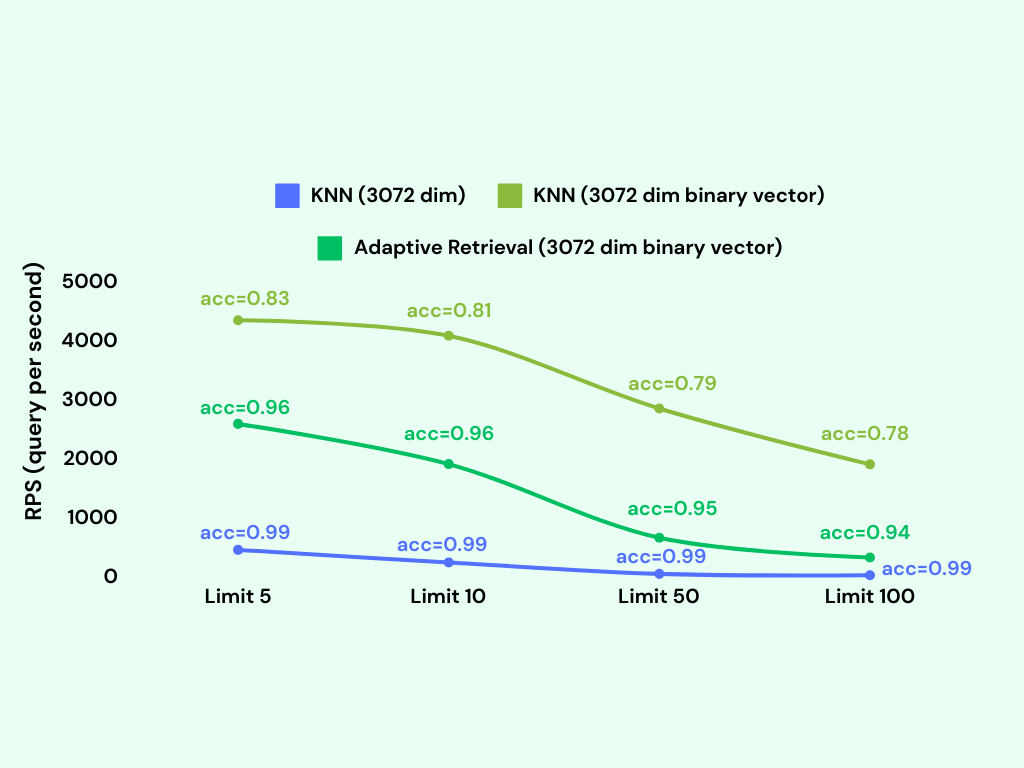 KNN (3072 dim)
KNN (3072 dim binary vector)
Adaptive Retrieval (3072 dim binary vector)
RPS (query per second)
5000
4000
3000
2000
1000
0
acc=0.83
acc=0.81
acc=0.79
acc=0.78
acc=0.96
acc=0.96
acc=0.95
acc=0.94
acc=0.99
acc=0.99
acc=0.99
acc=0.99
Limit 5
Limit 10
Limit 50
Limit 100